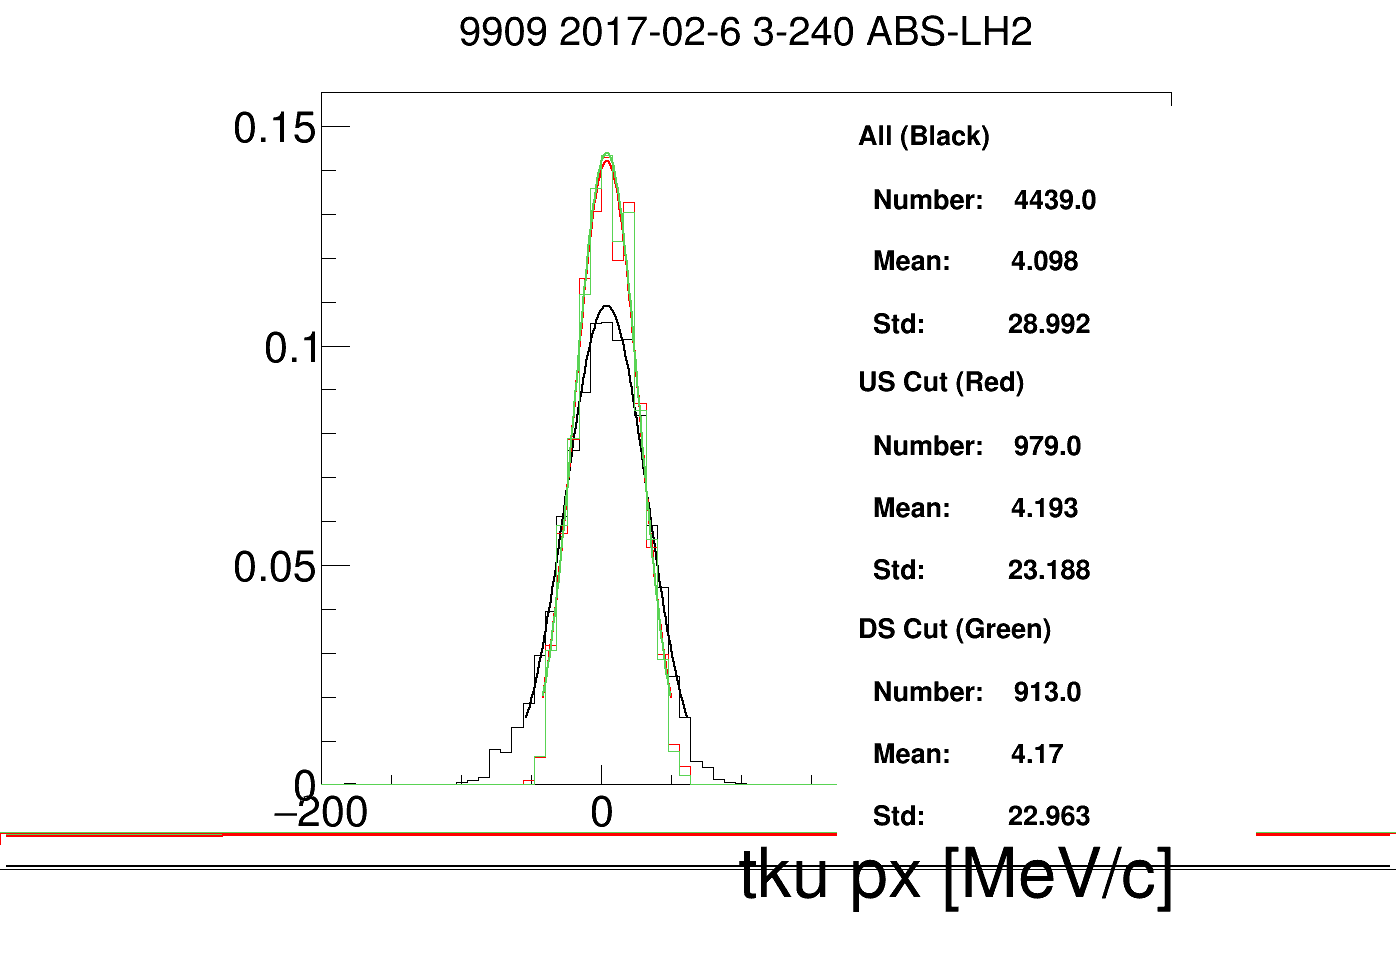 9909 2017-02-6 3-240 ABS-LH2
0.15
0.1
0.05
0
−200
0
All (Black)
Number: 4439.0
Mean: 4.098
Std: 28.992
US Cut (Red)
Number: 979.0
Mean: 4.193
Std: 23.188
DS Cut (Green)
Number: 913.0
Mean: 4.17
Std: 22.963
tku px [MeV/c]